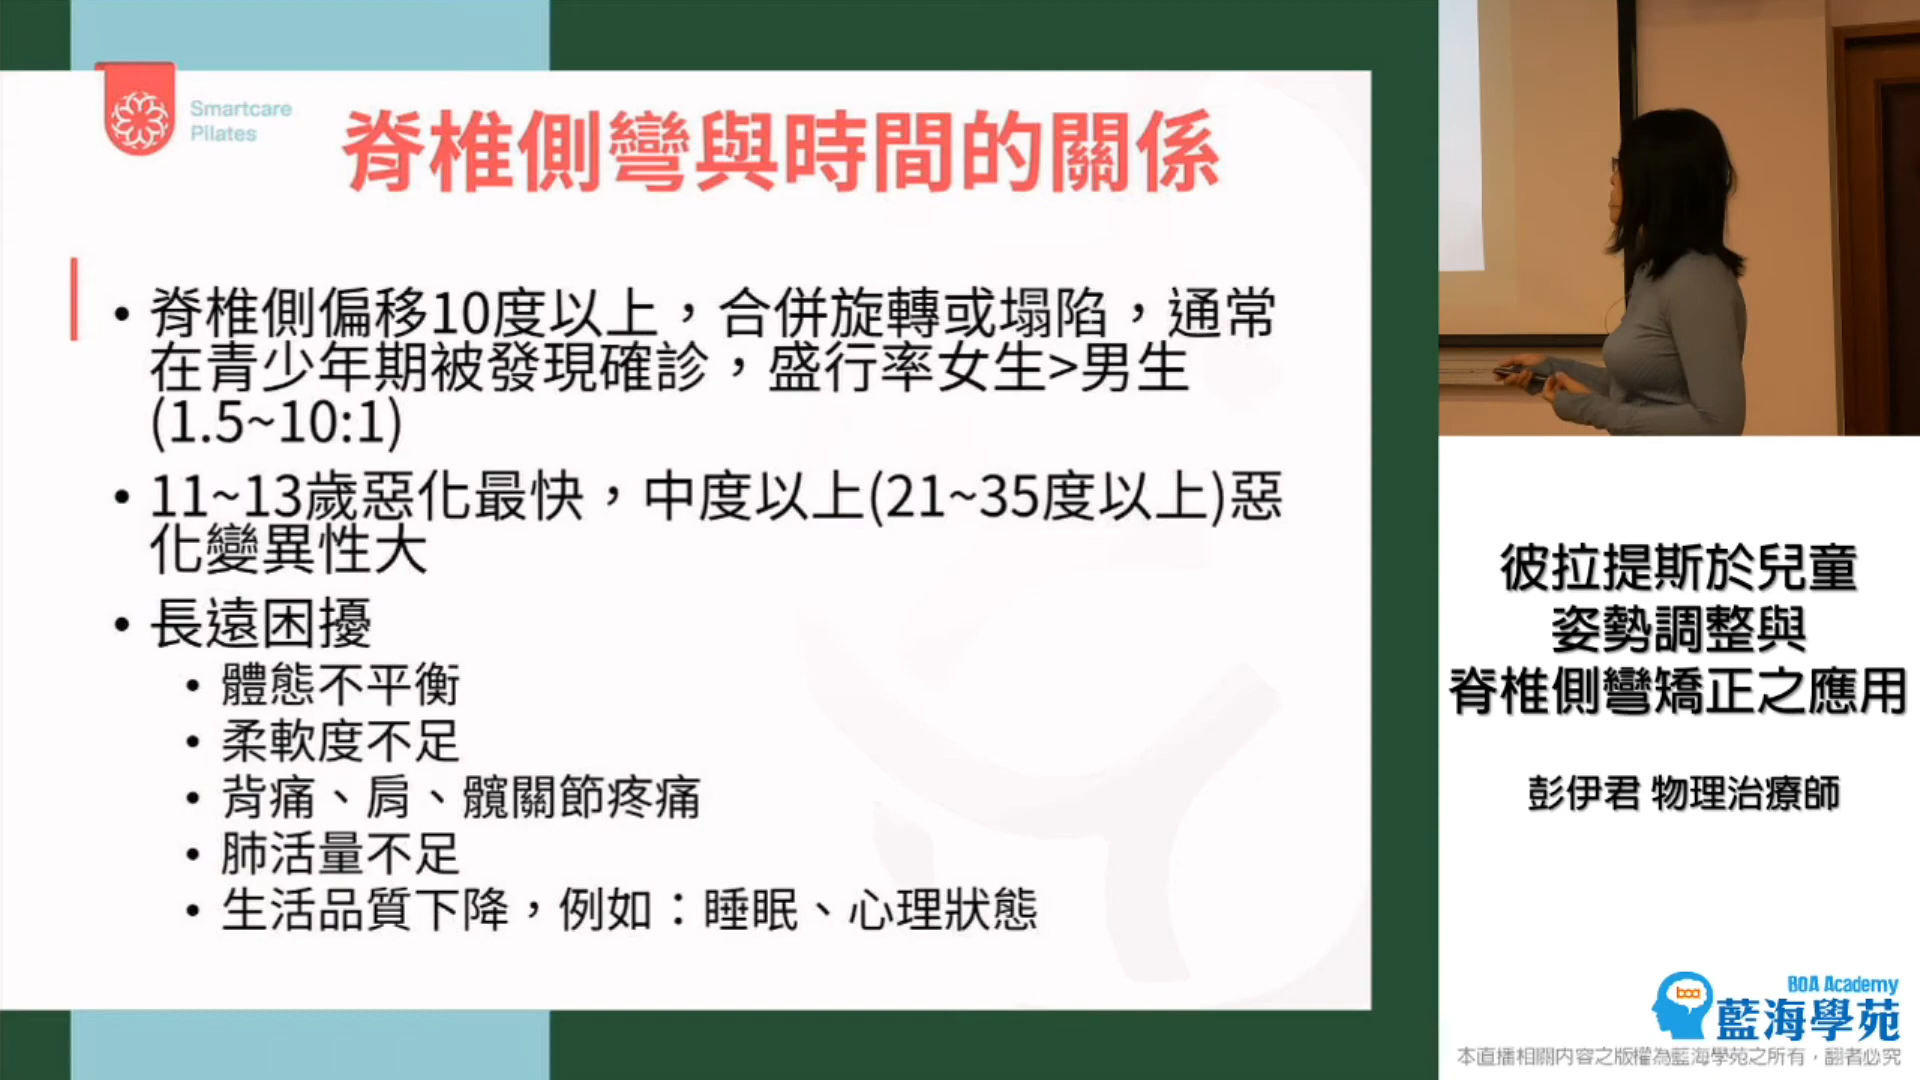 Smartcare
Pilates
脊椎側彎與時間的關係
• 脊椎側偏移10度以上，合併旋轉或塌陷，通常
在青少年期被發現確診，盛行率女生>男生
(1.5~10:1)
• 11~13歲惡化最快，中度以上(21~35度以上)惡
化變異性大
• 長遠困擾
• 體態不平衡
• 柔軟度不足
• 背痛、肩、髖關節疼痛
• 肺活量不足
• 生活品質下降，例如：睡眠、心理狀態
彼拉提斯於兒童
姿勢調整與
脊椎側彎矯正之應用
彭伊君 物理治療師
boa
BOA Academy
藍海學苑
本直播相關內容之版權為藍海學苑之所有，翻者必究